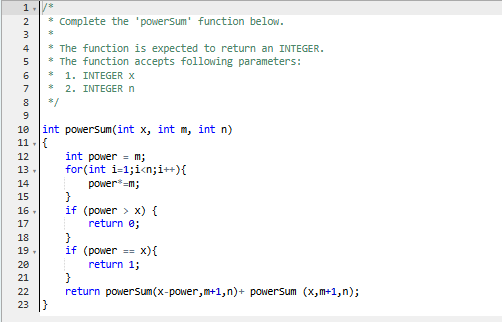 1 /*
2  * Complete the 'powerSum' function below.
3  *
4  * The function is expected to return an INTEGER.
5  * The function accepts following parameters:
6  *  1. INTEGER x
7  *  2. INTEGER n
8  */
9
10 int powerSum(int x, int m, int n)
11 {
12     int power = m;
13     for(int i=1;i<n;i++){
14         power*=m;
15     }
16     if (power > x) {
17         return 0;
18     }
19     if (power == x){
20         return 1;
21     }
22     return powerSum(x-power,m+1,n)+ powerSum (x,m+1,n);
23 }